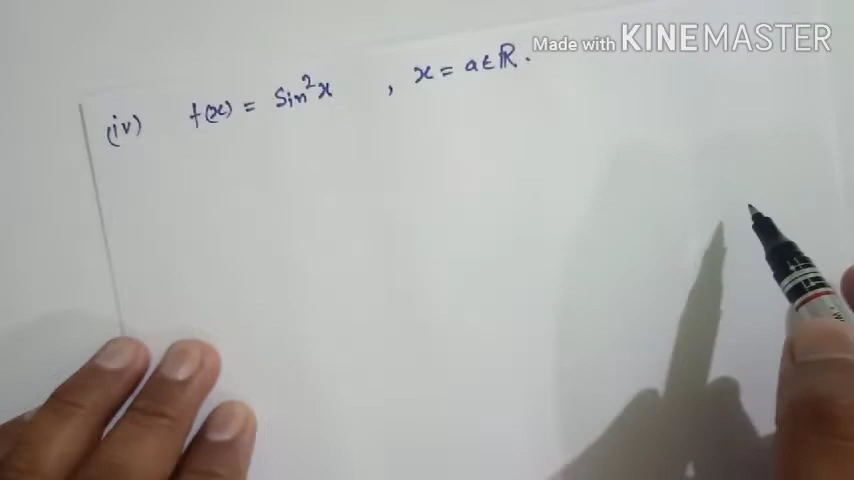 Made with KINEMASTER
(iv) f(x) = Sin²x , x = a ∈ ℝ.